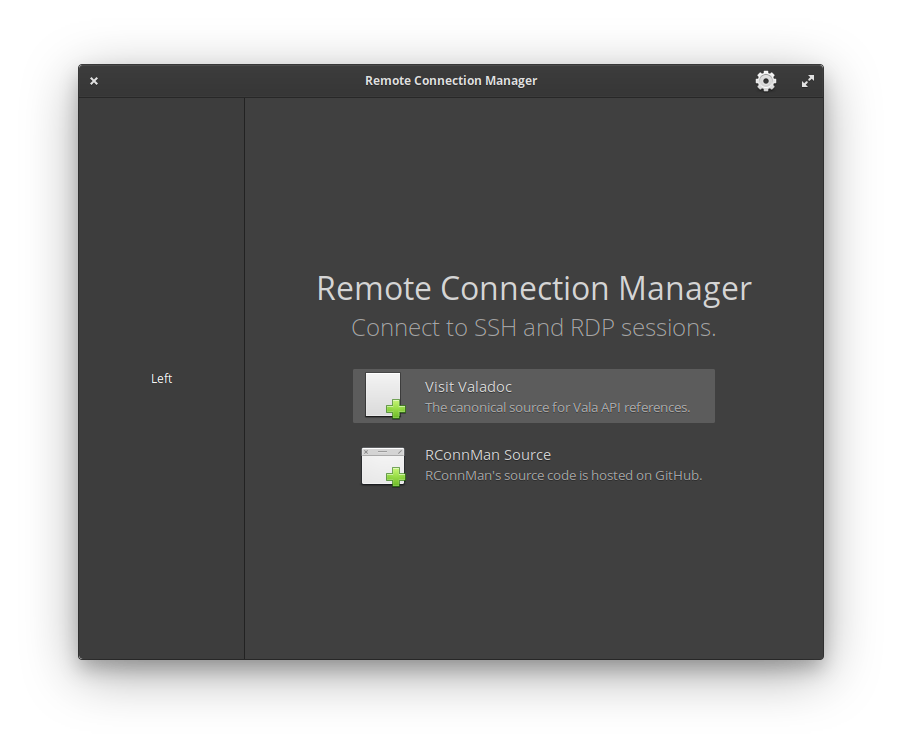 Remote Connection Manager
Remote Connection Manager
Connect to SSH and RDP sessions.
Left
Visit Valadoc
The canonical source for Vala API references.
RConnMan Source
RConnMan's source code is hosted on GitHub.